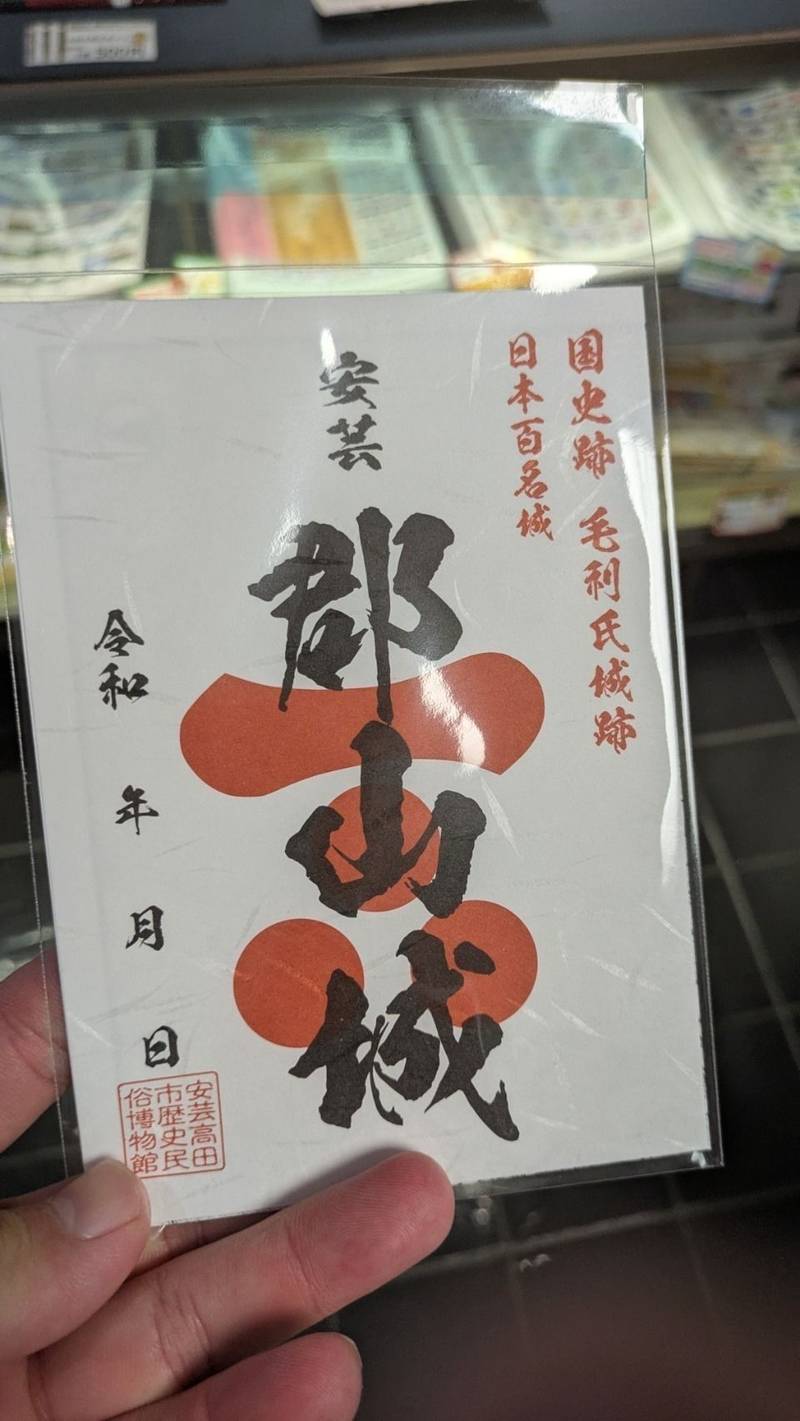 国史跡 毛利氏城跡
日本百名城
安芸
郡山城
令和 年 月 日
安芸高田
市歴史民
俗博物館